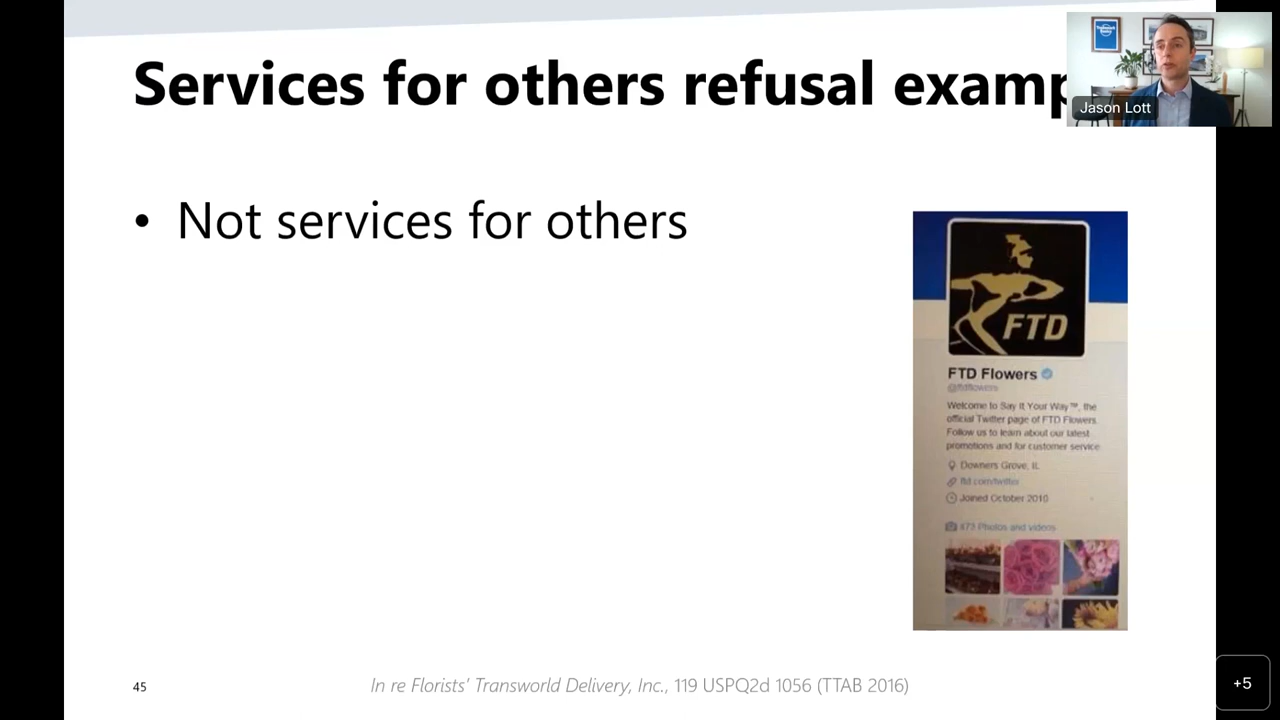 Services for others refusal examp
Jason Lott
• Not services for others
FTD
FTD Flowers
@ftdflowers
Welcome to Say It Your Way™, the
official Twitter page of FTD Flowers.
Follow us to learn about our latest
promotions and for customer service
Downers Grove, IL
ftd.com/twitter
Joined October 2010
473 Photos and videos
45
In re Florists' Transworld Delivery, Inc., 119 USPQ2d 1056 (TTAB 2016)
+5